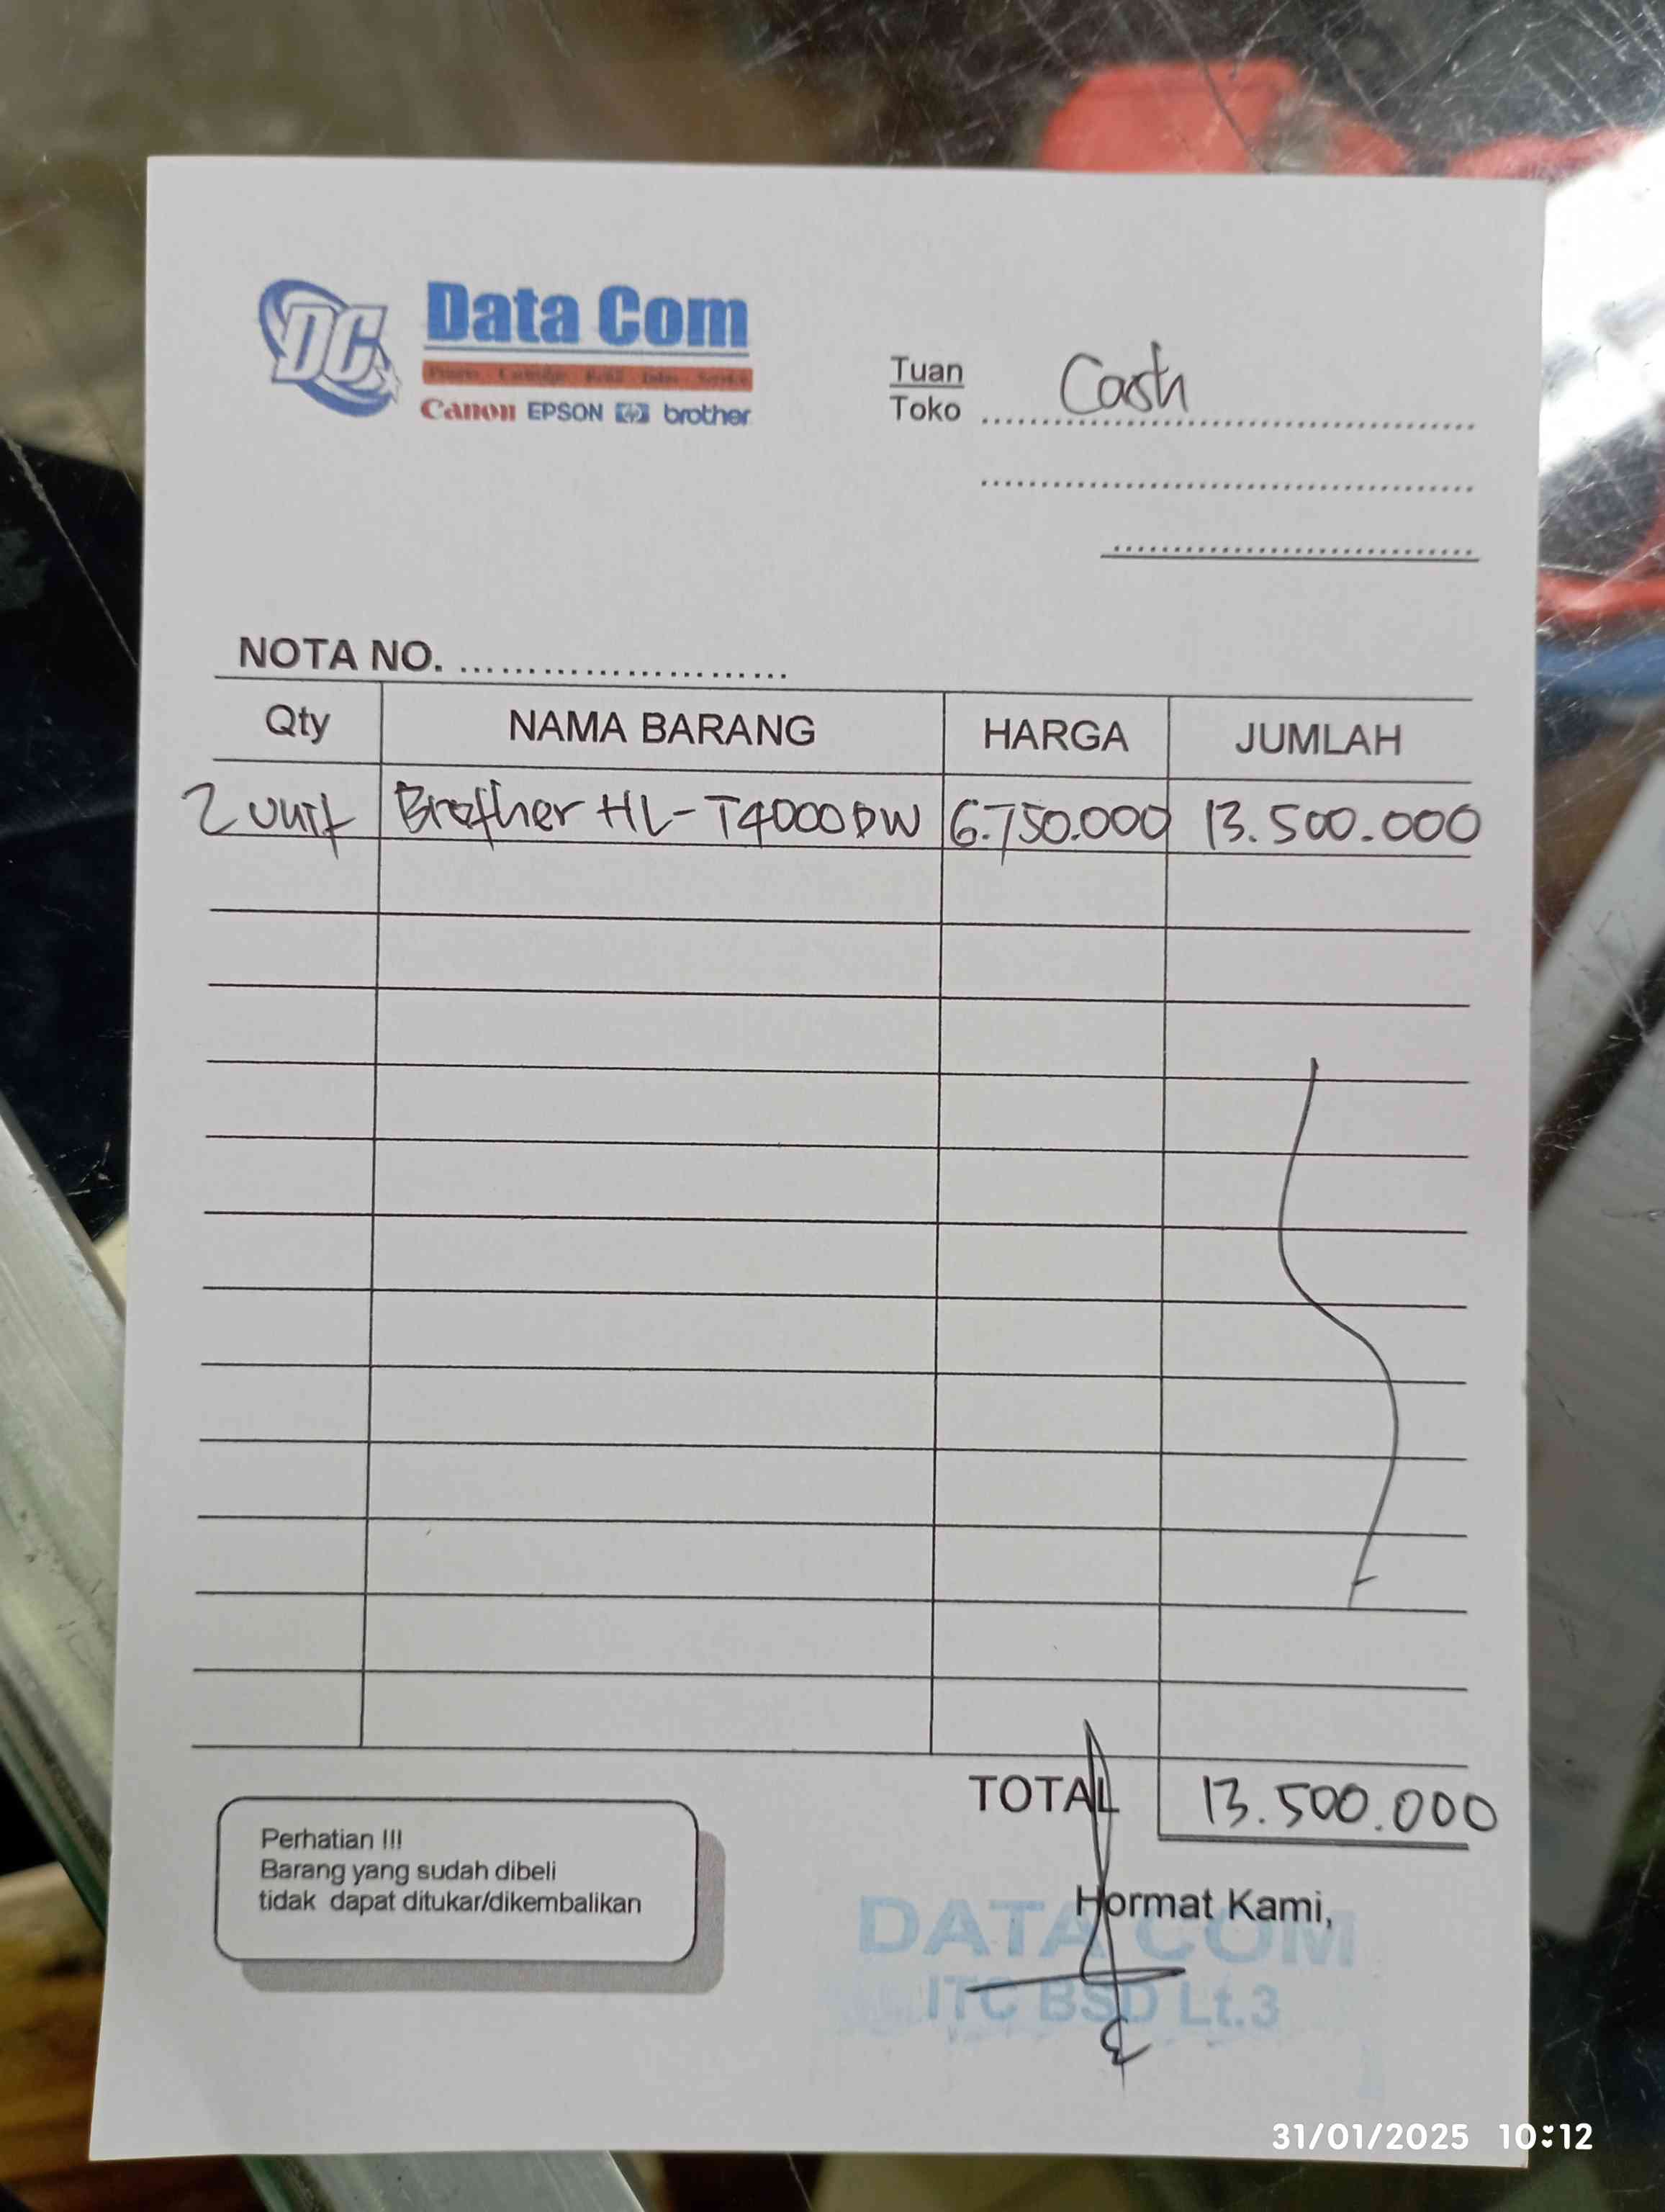 DC
Data Com
Canon EPSON hp brother
Tuan
Toko Cash
NOTA NO.
Qty NAMA BARANG HARGA JUMLAH
2 unit Brother HL-T4000DW 6.750.000 13.500.000
TOTAL 13.500.000
Perhatian !!!
Barang yang sudah dibeli
tidak dapat ditukar/dikembalikan
Hormat Kami,
DATA COM
ITC BSD Lt.3
31/01/2025 10:12